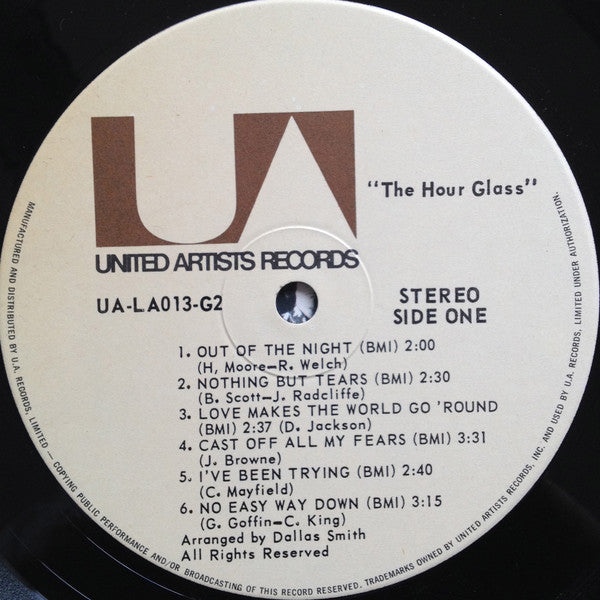 UA
UNITED ARTISTS RECORDS
"The Hour Glass"
UA-LA013-G2
STEREO
SIDE ONE
1. OUT OF THE NIGHT (BMI) 2:00
(H, Moore—R. Welch)
2. NOTHING BUT TEARS (BMI) 2:30
(B. Scott—J. Radcliffe)
3. LOVE MAKES THE WORLD GO 'ROUND
(BMI) 2:37 (D. Jackson)
4. CAST OFF ALL MY FEARS (BMI) 3:31
(J. Browne)
5. I'VE BEEN TRYING (BMI) 2:40
(C. Mayfield)
6. NO EASY WAY DOWN (BMI) 3:15
(G. Goffin—C. King)
Arranged by Dallas Smith
All Rights Reserved
MANUFACTURED AND DISTRIBUTED BY U.A. RECORDS, LIMITED — COPYING PUBLIC PERFORMANCE AND/OR BROADCASTING OF THIS RECORD RESERVED. TRADEMARKS OWNED BY UNITED ARTISTS RECORDS, INC. AND USED BY U.A. RECORDS, LIMITED UNDER AUTHORIZATION.